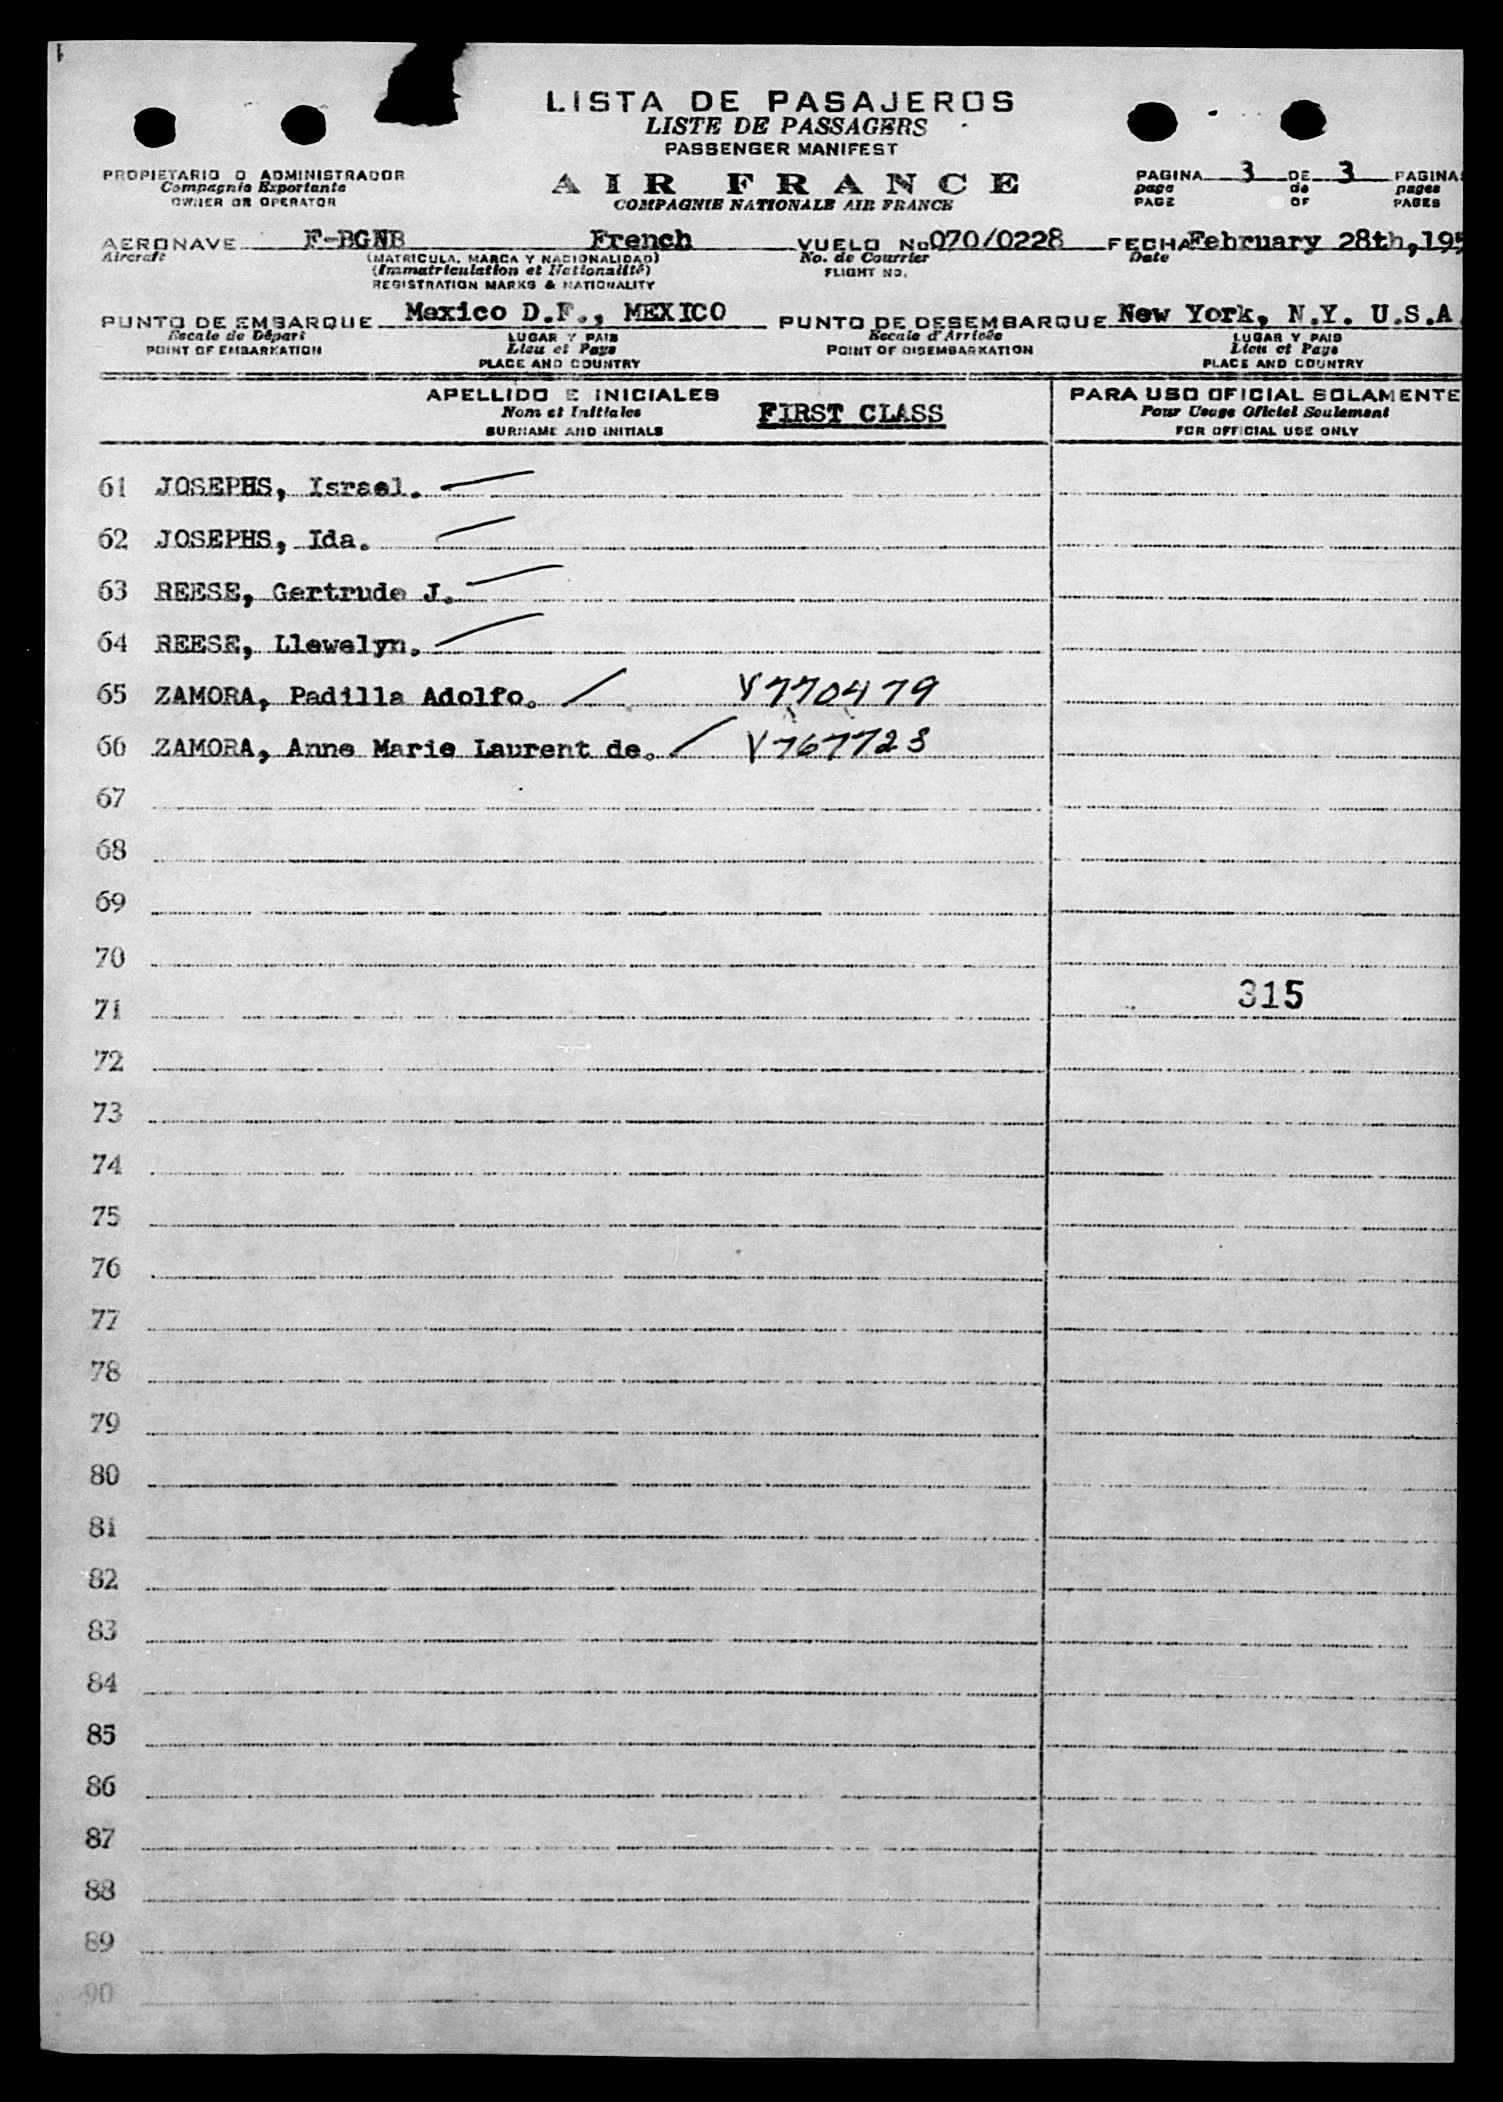 LISTA DE PASAJEROS
LISTE DE PASSAGERS
PASSENGER MANIFEST
PROPIETARIO O ADMINISTRADOR
Compagnie Exportante
OWNER OR OPERATOR
AIR FRANCE
COMPAGNIE NATIONALE AIR FRANCE
PAGINA 3 DE 3 PAGINA
page de pages
PAGE OF PAGES
AERONAVE F-BGNB French VUELO No 070/0228 FECHA February 28th, 195
Aircraft (MATRICULA, MARCA Y NACIONALIDAD) No. de Courrier Date
(Immatriculation et Nationalité) FLIGHT NO.
REGISTRATION MARKS & NATIONALITY
PUNTO DE EMBARQUE Mexico D.F., MEXICO PUNTO DE DESEMBARQUE New York, N.Y. U.S.A
Escale de Départ LUGAR Y PAIS Escale d'Arrivée LUGAR Y PAIS
POINT OF EMBARKATION Lieu et Pays POINT OF DISEMBARKATION Lieu et Pays
PLACE AND COUNTRY PLACE AND COUNTRY
APELLIDO E INICIALES PARA USO OFICIAL SOLAMENTE
Nom et Initiales FIRST CLASS Pour Usage Officiel Seulement
SURNAME AND INITIALS FOR OFFICIAL USE ONLY
61 JOSEPHS, Israel.
62 JOSEPHS, Ida.
63 REESE, Gertrude J.
64 REESE, Llewelyn.
65 ZAMORA, Padilla Adolfo. V770479
66 ZAMORA, Anne Marie Laurent de. V767723
67
68
69
70
315
71
72
73
74
75
76
77
78
79
80
81
82
83
84
85
86
87
88
89
90